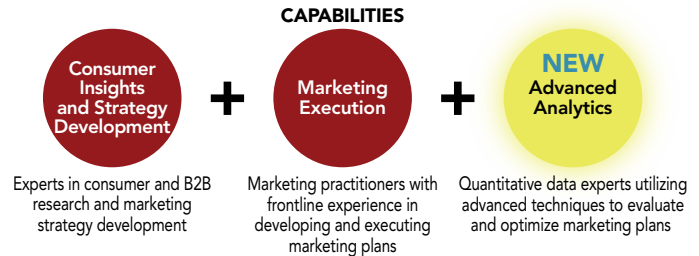 CAPABILITIES
Consumer
Insights
and Strategy
Development
+
Marketing
Execution
+
NEW
Advanced
Analytics
Experts in consumer and B2B
research and marketing
strategy development
Marketing practitioners with
frontline experience in
developing and executing
marketing plans
Quantitative data experts utilizing
advanced techniques to evaluate
and optimize marketing plans